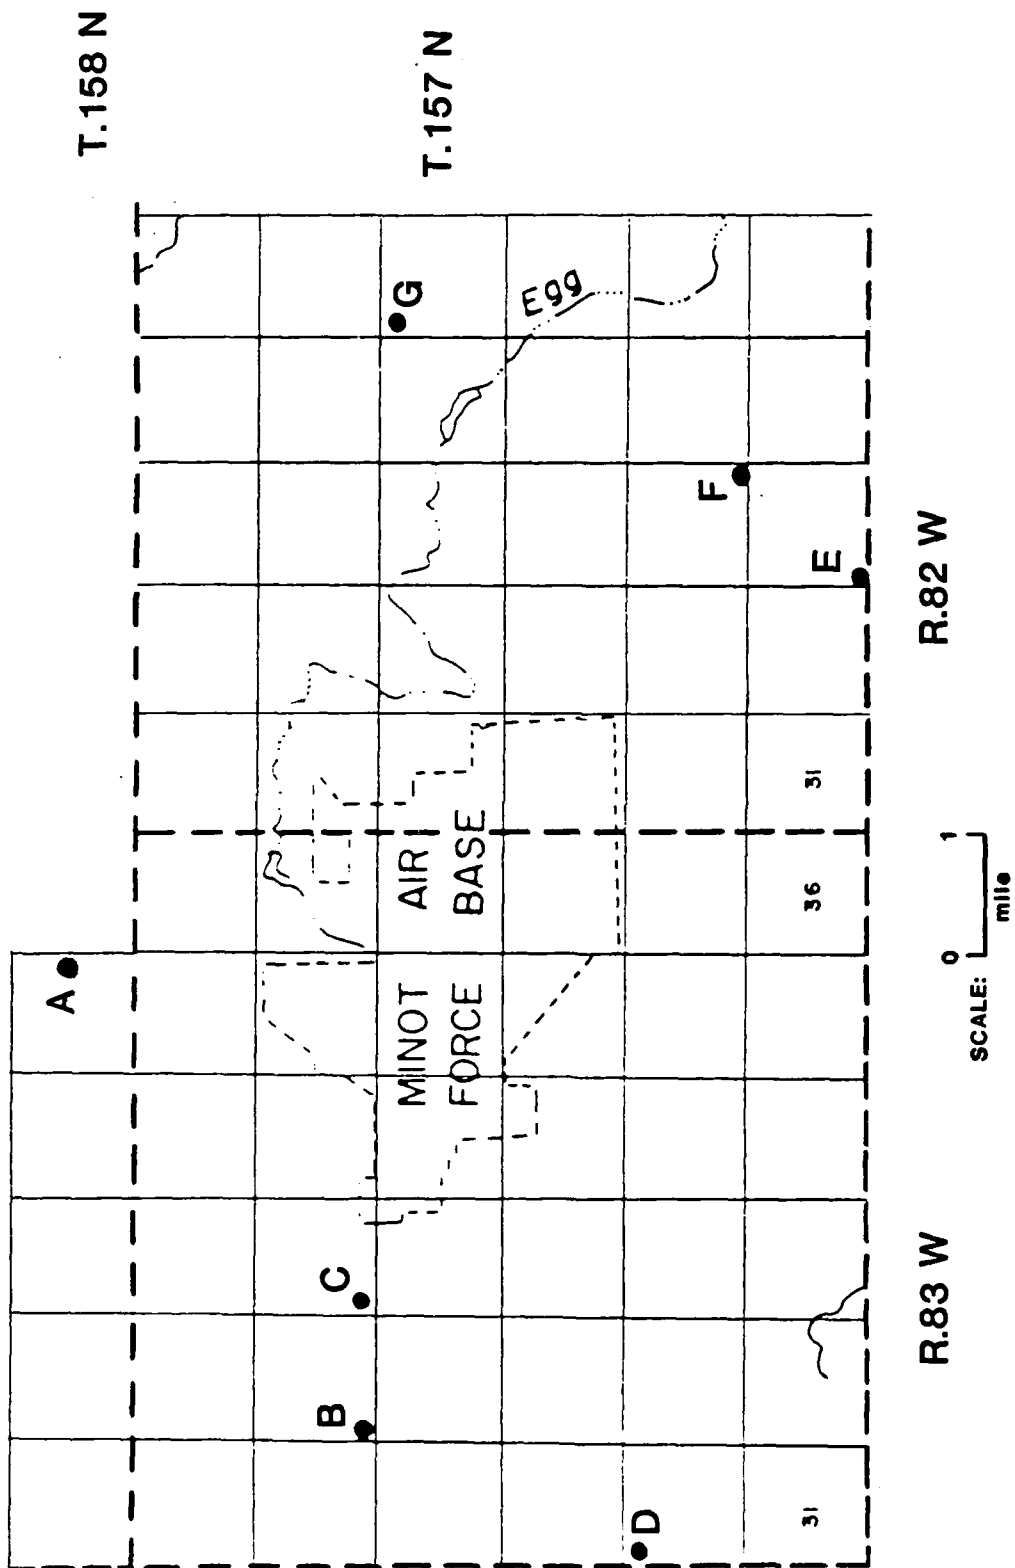 T.158 N
T.157 N
A
G
Egg
MINOT AIR
FORCE BASE
B
C
D
F
E
31
36
31
R.83 W
R.82 W
SCALE:
0 1
mile